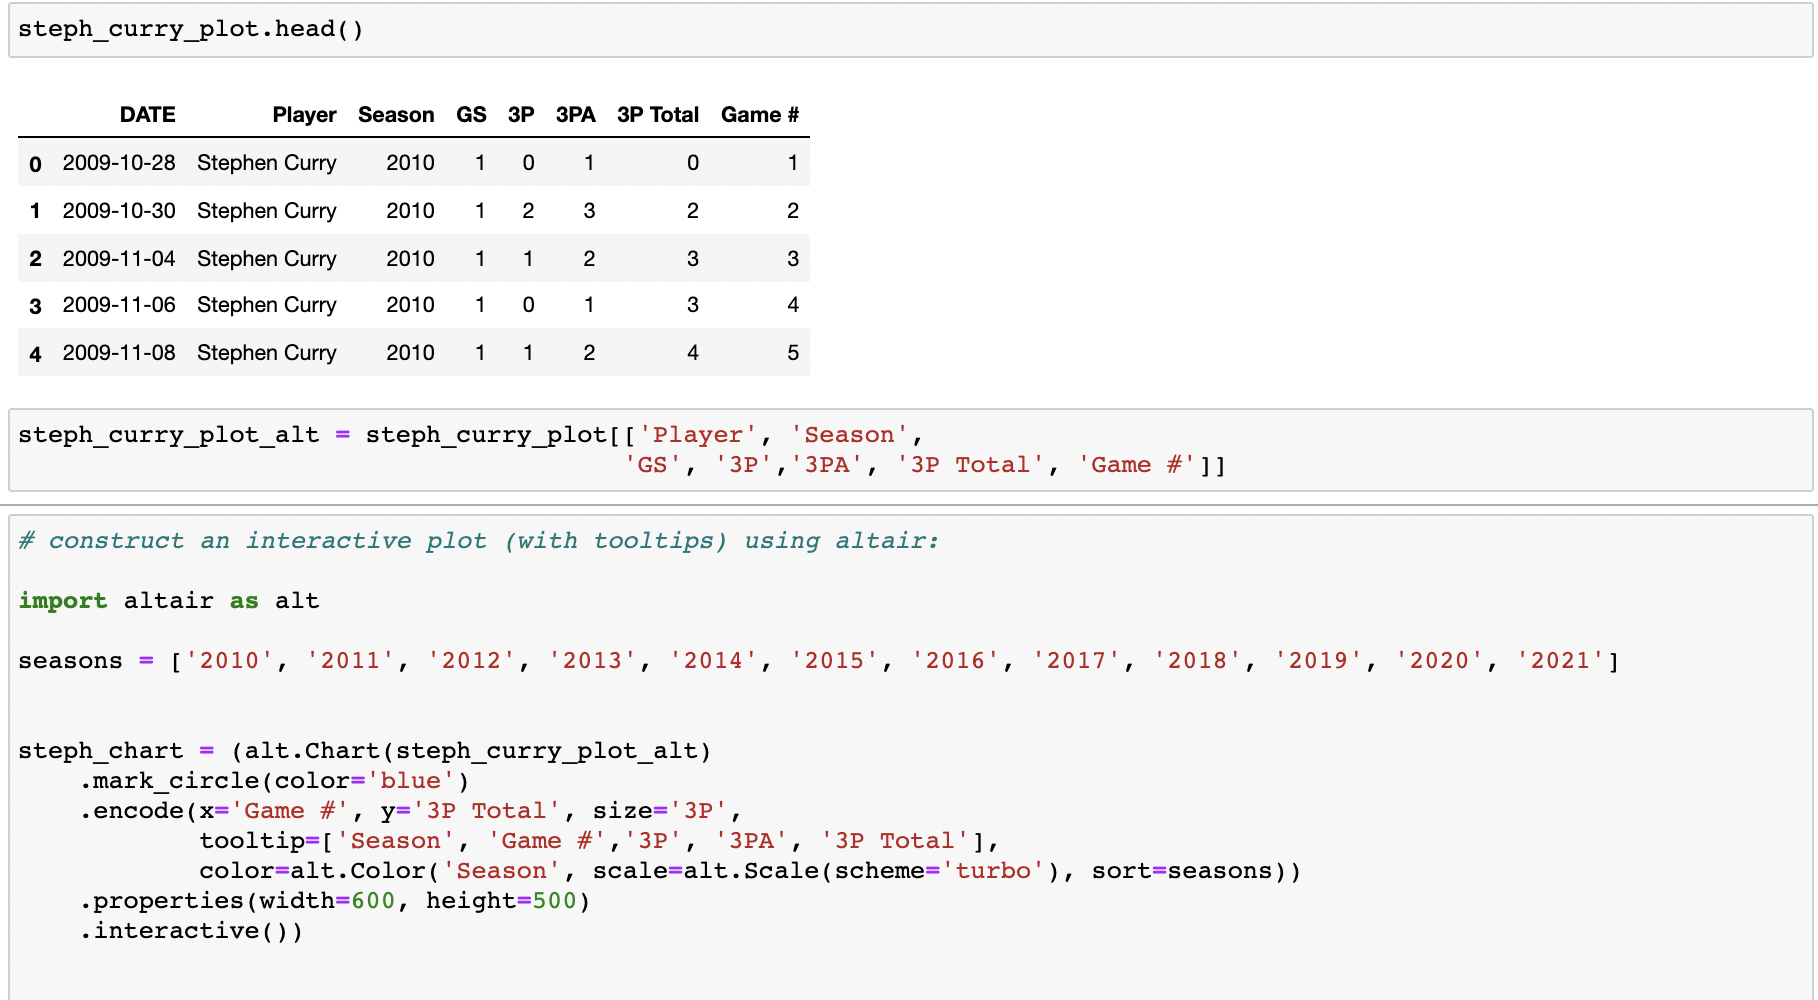 steph_curry_plot.head()
DATE Player Season GS 3P 3PA 3P Total Game #
0 2009-10-28 Stephen Curry 2010 1 0 1 0 1
1 2009-10-30 Stephen Curry 2010 1 2 3 2 2
2 2009-11-04 Stephen Curry 2010 1 1 2 3 3
3 2009-11-06 Stephen Curry 2010 1 0 1 3 4
4 2009-11-08 Stephen Curry 2010 1 1 2 4 5
steph_curry_plot_alt = steph_curry_plot[['Player', 'Season',
'GS', '3P','3PA', '3P Total', 'Game #']]
# construct an interactive plot (with tooltips) using altair:
import altair as alt
seasons = ['2010', '2011', '2012', '2013', '2014', '2015', '2016', '2017', '2018', '2019', '2020', '2021']
steph_chart = (alt.Chart(steph_curry_plot_alt)
.mark_circle(color='blue')
.encode(x='Game #', y='3P Total', size='3P',
tooltip=['Season', 'Game #','3P', '3PA', '3P Total'],
color=alt.Color('Season', scale=alt.Scale(scheme='turbo'), sort=seasons))
.properties(width=600, height=500)
.interactive())